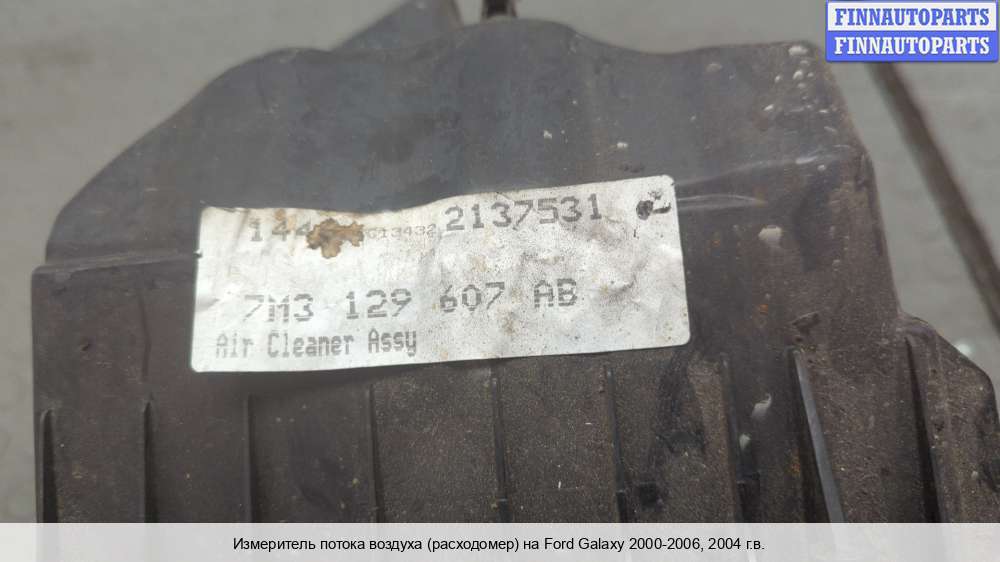 FINNAUTOPARTS
FINNAUTOPARTS
2137531
7M3 129 607 AB
Air Cleaner Assy
Измеритель потока воздуха (расходомер) на Ford Galaxy 2000-2006, 2004 г.в.